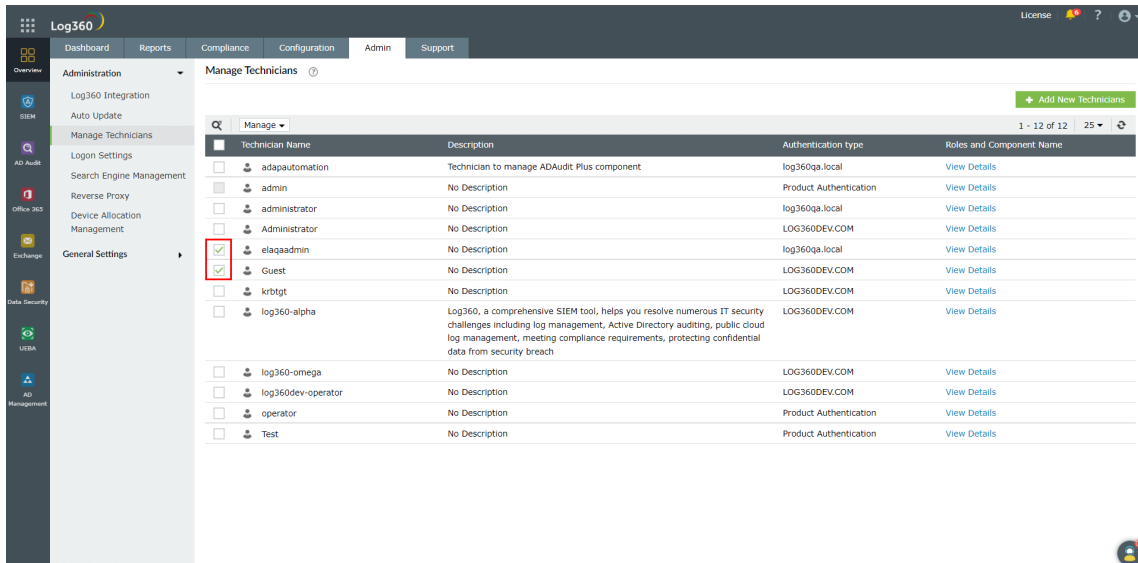 Log360
License
6
?
Dashboard Reports Compliance Configuration Admin Support
Overview
SIEM
AD Audit
Office 365
Exchange
Data Security
UEBA
AD
Management
Administration
Log360 Integration
Auto Update
Manage Technicians
Logon Settings
Search Engine Management
Reverse Proxy
Device Allocation
Management
General Settings
Manage Technicians ?
+ Add New Technicians
Manage 1 - 12 of 12 25
Technician Name Description Authentication type Roles and Component Name
adapautomation Technician to manage ADAudit Plus component log360qa.local View Details
admin No Description Product Authentication View Details
administrator No Description log360qa.local View Details
Administrator No Description LOG360DEV.COM View Details
elaqaadmin No Description log360qa.local View Details
Guest No Description LOG360DEV.COM View Details
krbtgt No Description LOG360DEV.COM View Details
log360-alpha Log360, a comprehensive SIEM tool, helps you resolve numerous IT security LOG360DEV.COM View Details
challenges including log management, Active Directory auditing, public cloud
log management, meeting compliance requirements, protecting confidential
data from security breach
log360-omega No Description LOG360DEV.COM View Details
log360dev-operator No Description LOG360DEV.COM View Details
operator No Description Product Authentication View Details
Test No Description Product Authentication View Details